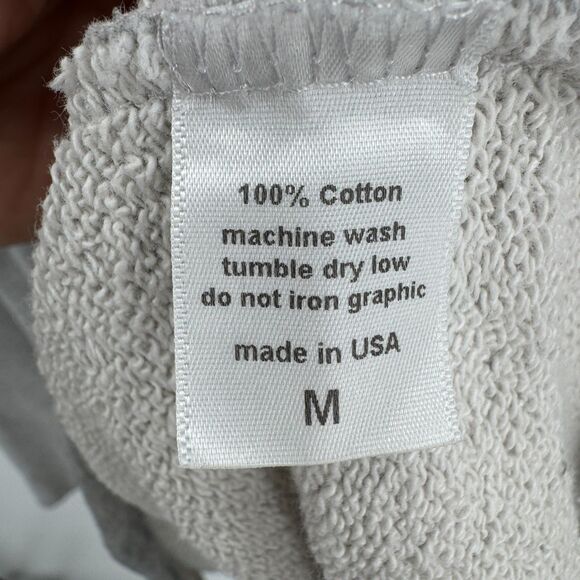 100% Cotton
machine wash
tumble dry low
do not iron graphic
made in USA
M